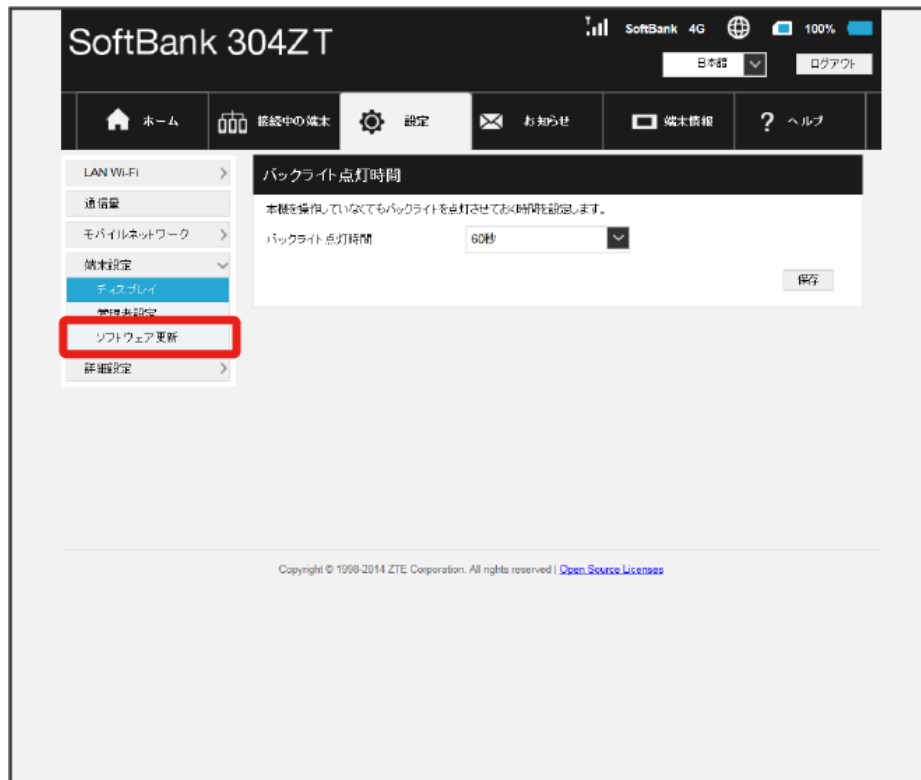 SoftBank 304ZT
SoftBank 4G 100%
日本語 ログアウト
ホーム 接続中の端末 設定 お知らせ 端末情報 ? ヘルプ
LAN Wi-Fi
通信量
モバイルネットワーク
端末設定
ディスプレイ
管理者設定
ソフトウェア更新
詳細設定
バックライト点灯時間
本機を操作していなくてもバックライトを点灯させておく時間を設定します。
バックライト点灯時間 60秒
保存
Copyright © 1998-2014 ZTE Corporation. All rights reserved | Open Source Licenses